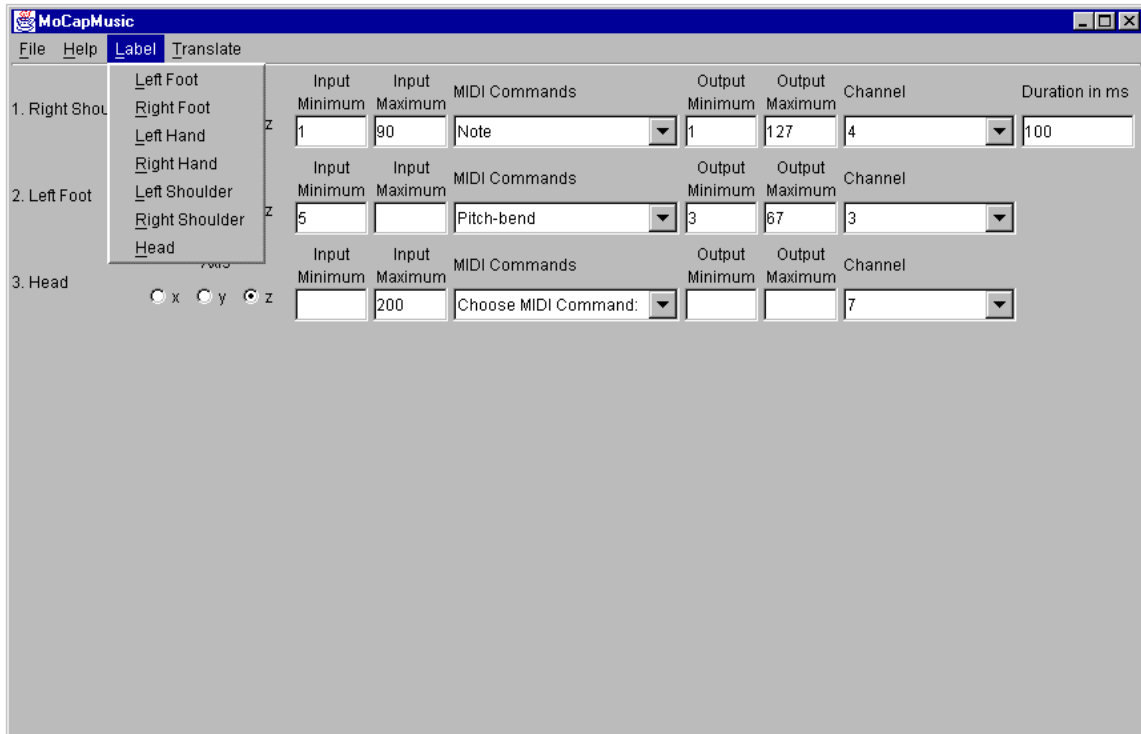 MoCapMusic
File Help Label Translate
Left Foot
Right Foot
Left Hand
Right Hand
Left Shoulder
Right Shoulder
Head
Input Input MIDI Commands Output Output Channel Duration in ms
Minimum Maximum Minimum Maximum
1. Right Shou
z 1 90 Note 1 127 4 100
Input Input MIDI Commands Output Output Channel
Minimum Maximum Minimum Maximum
2. Left Foot
z 5 Pitch-bend 3 67 3
Input Input MIDI Commands Output Output Channel
Minimum Maximum Minimum Maximum
3. Head
x y z 200 Choose MIDI Command: 7